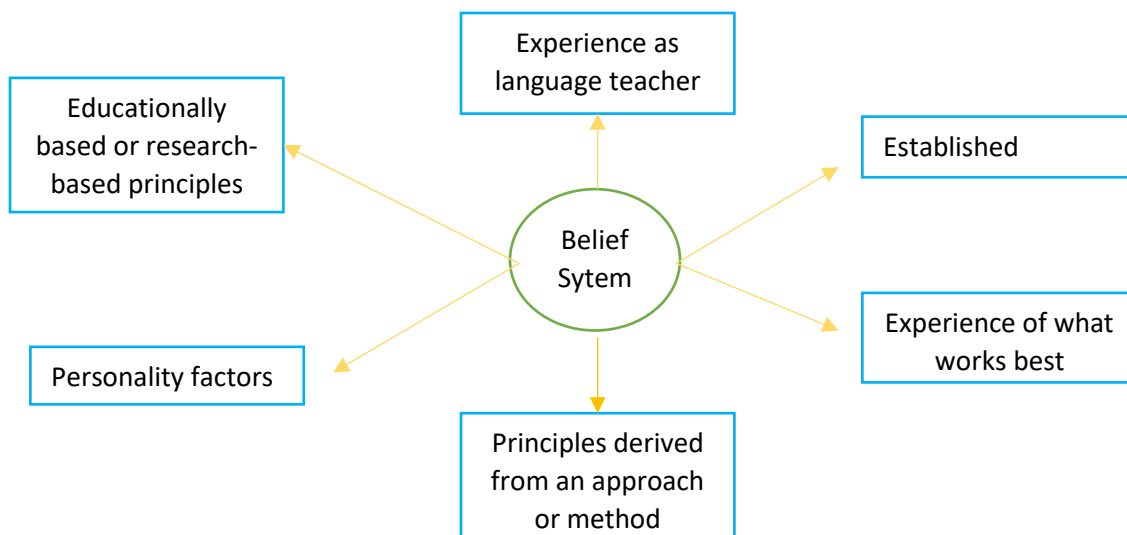 Experience as
language teacher
Educationally
based or research-
based principles
Established
Belief
Sytem
Experience of what
works best
Personality factors
Principles derived
from an approach
or method